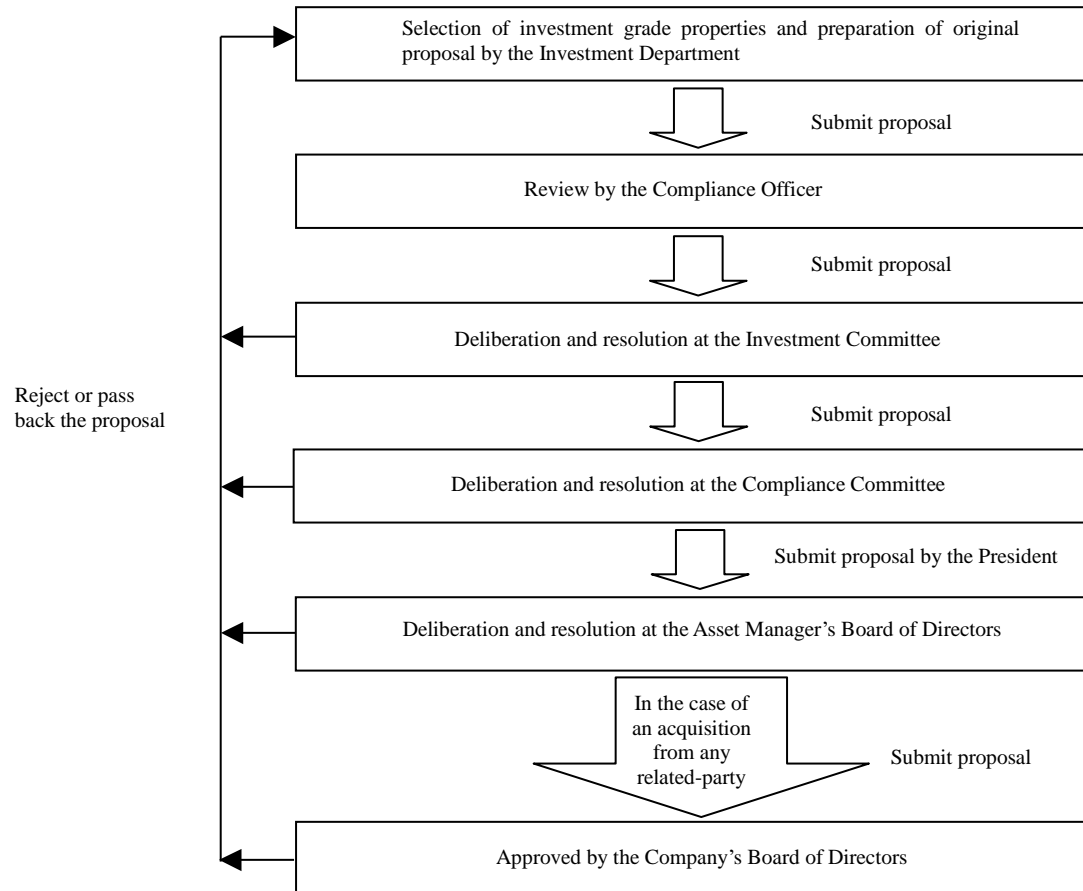 Selection of investment grade properties and preparation of original
proposal by the Investment Department
Submit proposal
Review by the Compliance Officer
Submit proposal
Deliberation and resolution at the Investment Committee
Reject or pass
back the proposal
Submit proposal
Deliberation and resolution at the Compliance Committee
Submit proposal by the President
Deliberation and resolution at the Asset Manager's Board of Directors
In the case of
an acquisition
from any
related-party
Submit proposal
Approved by the Company's Board of Directors